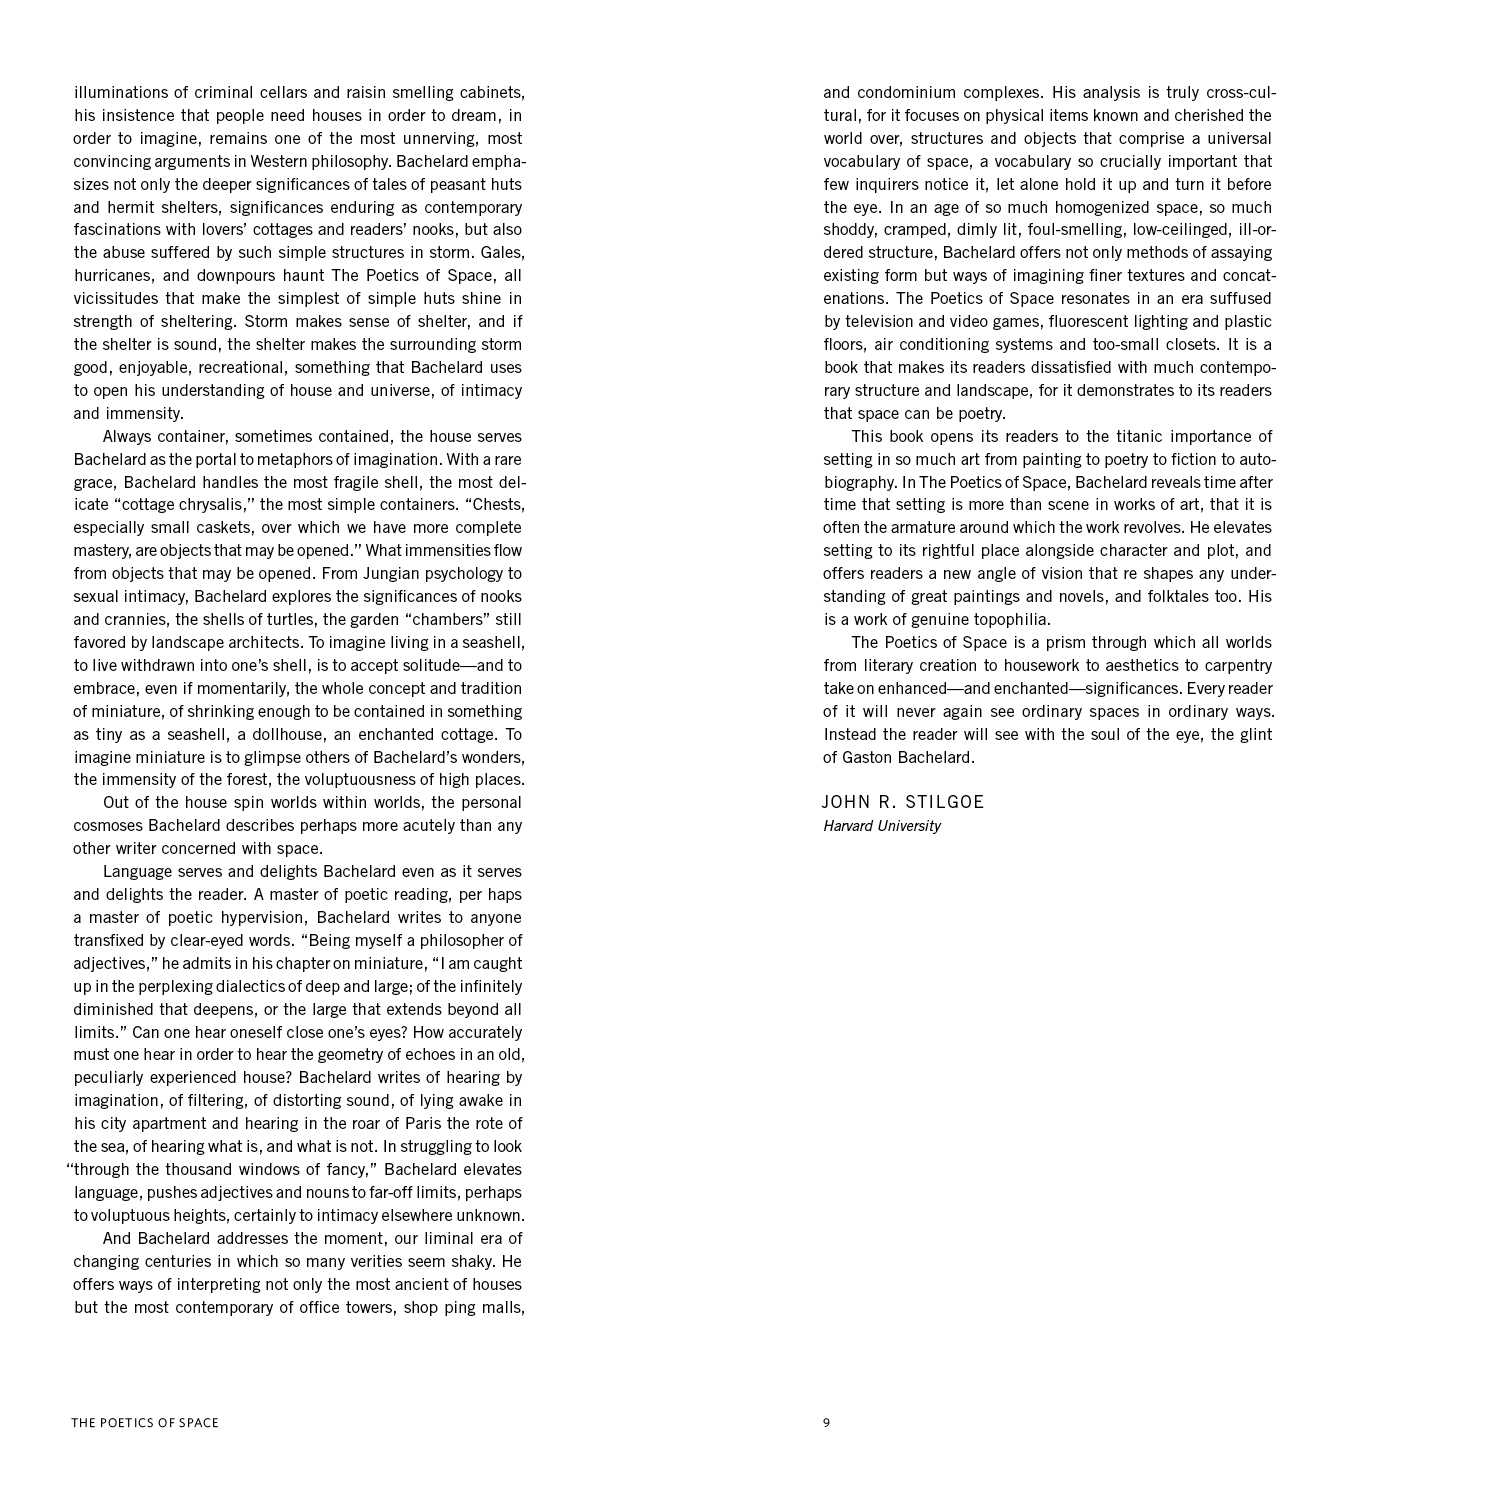 illuminations of criminal cellars and raisin smelling cabinets,
his insistence that people need houses in order to dream, in
order to imagine, remains one of the most unnerving, most
convincing arguments in Western philosophy. Bachelard empha-
sizes not only the deeper significances of tales of peasant huts
and hermit shelters, significances enduring as contemporary
fascinations with lovers’ cottages and readers’ nooks, but also
the abuse suffered by such simple structures in storm. Gales,
hurricanes, and downpours haunt The Poetics of Space, all
vicissitudes that make the simplest of simple huts shine in
strength of sheltering. Storm makes sense of shelter, and if
the shelter is sound, the shelter makes the surrounding storm
good, enjoyable, recreational, something that Bachelard uses
to open his understanding of house and universe, of intimacy
and immensity.
Always container, sometimes contained, the house serves
Bachelard as the portal to metaphors of imagination. With a rare
grace, Bachelard handles the most fragile shell, the most del-
icate “cottage chrysalis,’’ the most simple containers. “Chests,
especially small caskets, over which we have more complete
mastery, are objects that may be opened.’’ What immensities flow
from objects that may be opened. From Jungian psychology to
sexual intimacy, Bachelard explores the significances of nooks
and crannies, the shells of turtles, the garden “chambers” still
favored by landscape architects. To imagine living in a seashell,
to live withdrawn into one’s shell, is to accept solitude—and to
embrace, even if momentarily, the whole concept and tradition
of miniature, of shrinking enough to be contained in something
as tiny as a seashell, a dollhouse, an enchanted cottage. To
imagine miniature is to glimpse others of Bachelard’s wonders,
the immensity of the forest, the voluptuousness of high places.
Out of the house spin worlds within worlds, the personal
cosmoses Bachelard describes perhaps more acutely than any
other writer concerned with space.
Language serves and delights Bachelard even as it serves
and delights the reader. A master of poetic reading, per haps
a master of poetic hypervision, Bachelard writes to anyone
transfixed by clear-eyed words. “Being myself a philosopher of
adjectives,” he admits in his chapter on miniature, “I am caught
up in the perplexing dialectics of deep and large; of the infinitely
diminished that deepens, or the large that extends beyond all
limits.” Can one hear oneself close one’s eyes? How accurately
must one hear in order to hear the geometry of echoes in an old,
peculiarly experienced house? Bachelard writes of hearing by
imagination, of filtering, of distorting sound, of lying awake in
his city apartment and hearing in the roar of Paris the rote of
the sea, of hearing what is, and what is not. In struggling to look
‘‘through the thousand windows of fancy,” Bachelard elevates
language, pushes adjectives and nouns to far-off limits, perhaps
to voluptuous heights, certainly to intimacy elsewhere unknown.
And Bachelard addresses the moment, our liminal era of
changing centuries in which so many verities seem shaky. He
offers ways of interpreting not only the most ancient of houses
but the most contemporary of office towers, shop ping malls,
and condominium complexes. His analysis is truly cross-cul-
tural, for it focuses on physical items known and cherished the
world over, structures and objects that comprise a universal
vocabulary of space, a vocabulary so crucially important that
few inquirers notice it, let alone hold it up and turn it before
the eye. In an age of so much homogenized space, so much
shoddy, cramped, dimly lit, foul-smelling, low-ceilinged, ill-or-
dered structure, Bachelard offers not only methods of assaying
existing form but ways of imagining finer textures and concat-
enations. The Poetics of Space resonates in an era suffused
by television and video games, fluorescent lighting and plastic
floors, air conditioning systems and too-small closets. It is a
book that makes its readers dissatisfied with much contempo-
rary structure and landscape, for it demonstrates to its readers
that space can be poetry.
This book opens its readers to the titanic importance of
setting in so much art from painting to poetry to fiction to auto-
biography. In The Poetics of Space, Bachelard reveals time after
time that setting is more than scene in works of art, that it is
often the armature around which the work revolves. He elevates
setting to its rightful place alongside character and plot, and
offers readers a new angle of vision that re shapes any under-
standing of great paintings and novels, and folktales too. His
is a work of genuine topophilia.
The Poetics of Space is a prism through which all worlds
from literary creation to housework to aesthetics to carpentry
take on enhanced—and enchanted—significances. Every reader
of it will never again see ordinary spaces in ordinary ways.
Instead the reader will see with the soul of the eye, the glint
of Gaston Bachelard.
JOHN R. STILGOE
Harvard University
THE POETICS OF SPACE
9